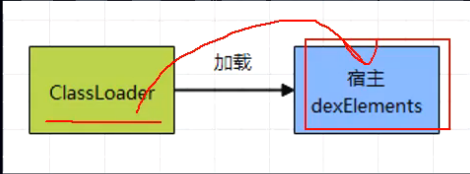 ClassLoader
加载
宿主
dexElements